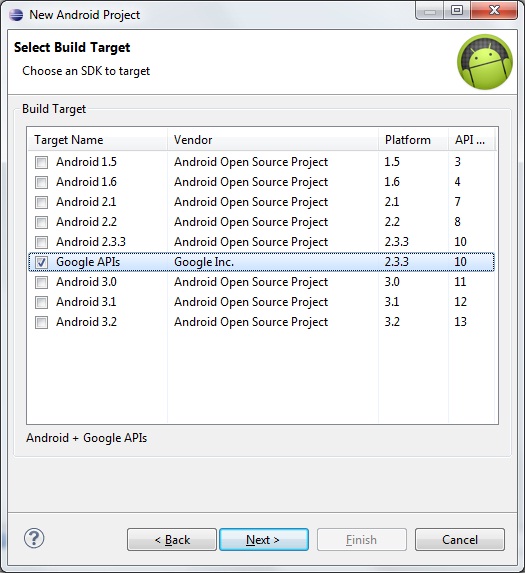 New Android Project
Select Build Target
Choose an SDK to target
Build Target
Target Name Vendor Platform API ...
Android 1.5 Android Open Source Project 1.5 3
Android 1.6 Android Open Source Project 1.6 4
Android 2.1 Android Open Source Project 2.1 7
Android 2.2 Android Open Source Project 2.2 8
Android 2.3.3 Android Open Source Project 2.3.3 10
Google APIs Google Inc. 2.3.3 10
Android 3.0 Android Open Source Project 3.0 11
Android 3.1 Android Open Source Project 3.1 12
Android 3.2 Android Open Source Project 3.2 13
Android + Google APIs
? < Back Next > Finish Cancel